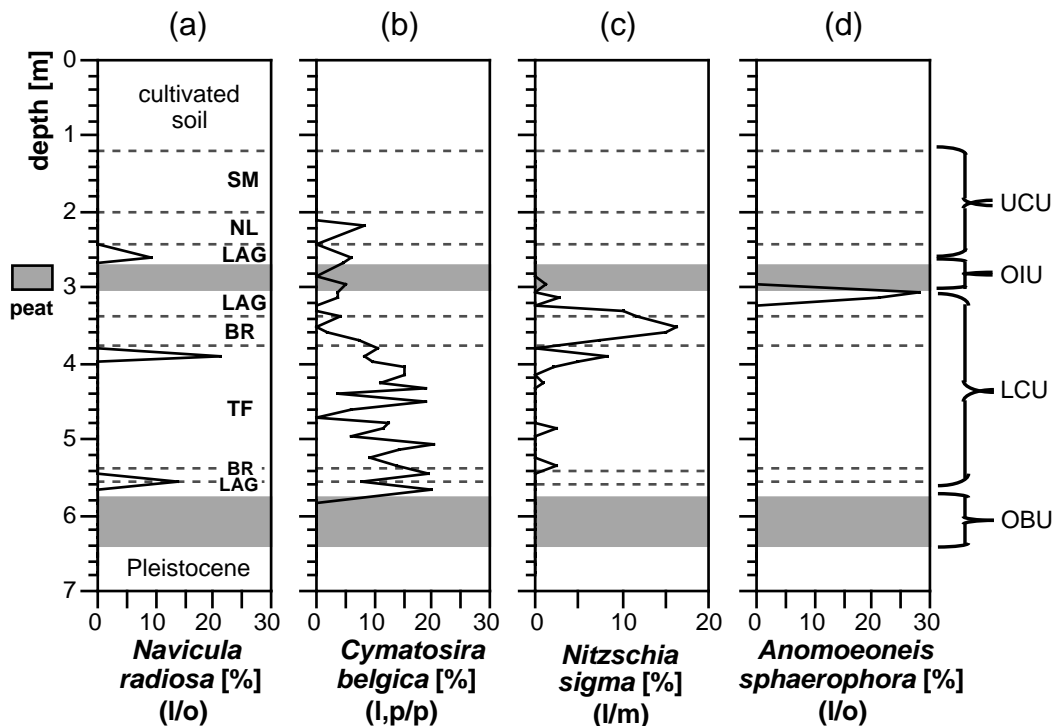 (a) (b) (c) (d)
depth [m]
0
1
2
3
4
5
6
7
cultivated
soil
SM
NL
LAG
LAG
BR
TF
BR
LAG
Pleistocene
peat
UCU
OIU
LCU
OBU
0 10 20 30 0 10 20 30 0 10 20 0 10 20 30
Navicula
radiosa [%]
(l/o)
Cymatosira
belgica [%]
(l,p/p)
Nitzschia
sigma [%]
(l/m)
Anomoeoneis
sphaerophora [%]
(l/o)